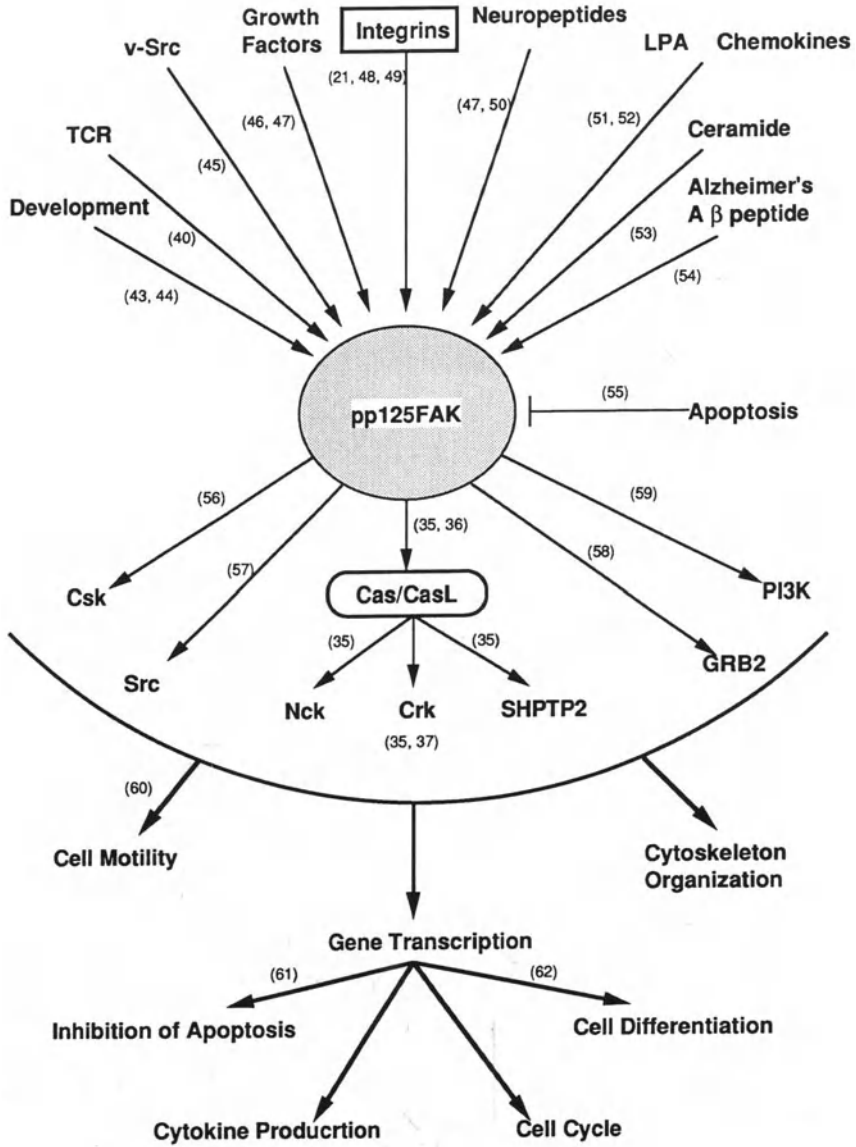 Growth
Factors
Integrins
Neuropeptides
v-Src
LPA
Chemokines
(21, 48, 49)
(46, 47)
(47, 50)
(51, 52)
TCR
(45)
Ceramide
Development
Alzheimer's
A β peptide
(40)
(53)
(43, 44)
(54)
pp125FAK
(55)
Apoptosis
(56)
(35, 36)
(59)
(57)
(58)
Csk
Cas/CasL
PI3K
(35)
(35)
Src
GRB2
Nck
Crk
SHPTP2
(35, 37)
(60)
Cell Motility
Cytoskeleton
Organization
Gene Transcription
(61)
(62)
Inhibition of Apoptosis
Cell Differentiation
Cytokine Producrtion
Cell Cycle